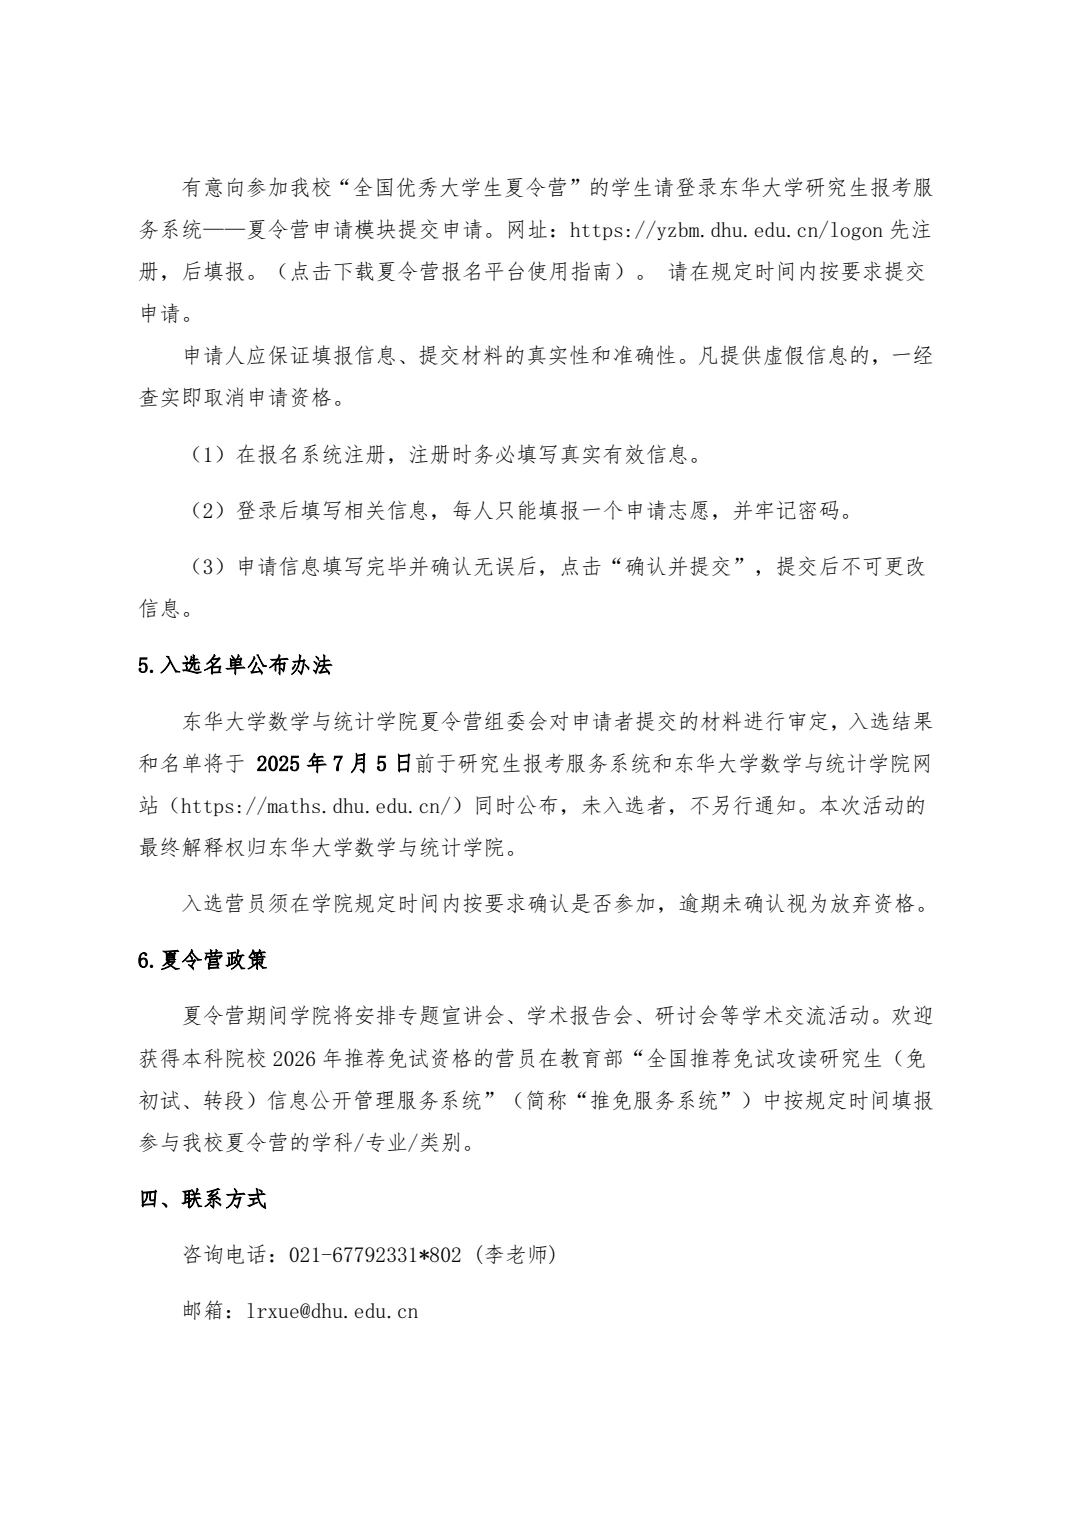 有意向参加我校“全国优秀大学生夏令营”的学生请登录东华大学研究生报考服
务系统——夏令营申请模块提交申请。网址：https://yzbm.dhu.edu.cn/logon 先注
册，后填报。（点击下载夏令营报名平台使用指南）。 请在规定时间内按要求提交
申请。
申请人应保证填报信息、提交材料的真实性和准确性。凡提供虚假信息的，一经
查实即取消申请资格。
（1）在报名系统注册，注册时务必填写真实有效信息。
（2）登录后填写相关信息，每人只能填报一个申请志愿，并牢记密码。
（3）申请信息填写完毕并确认无误后，点击“确认并提交”，提交后不可更改
信息。
5.入选名单公布办法
东华大学数学与统计学院夏令营组委会对申请者提交的材料进行审定，入选结果
和名单将于 2025 年 7 月 5 日前于研究生报考服务系统和东华大学数学与统计学院网
站（https://maths.dhu.edu.cn/）同时公布，未入选者，不另行通知。本次活动的
最终解释权归东华大学数学与统计学院。
入选营员须在学院规定时间内按要求确认是否参加，逾期未确认视为放弃资格。
6.夏令营政策
夏令营期间学院将安排专题宣讲会、学术报告会、研讨会等学术交流活动。欢迎
获得本科院校 2026 年推荐免试资格的营员在教育部“全国推荐免试攻读研究生（免
初试、转段）信息公开管理服务系统”（简称“推免服务系统”）中按规定时间填报
参与我校夏令营的学科/专业/类别。
四、联系方式
咨询电话：021-67792331*802 (李老师)
邮箱：lrxue@dhu.edu.cn